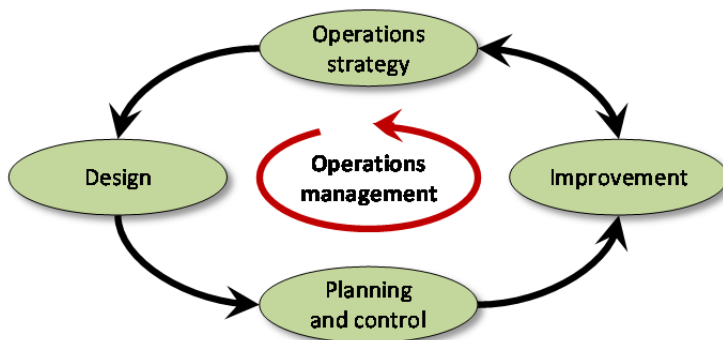 Operations
strategy
Design
Operations
management
Improvement
Planning
and control